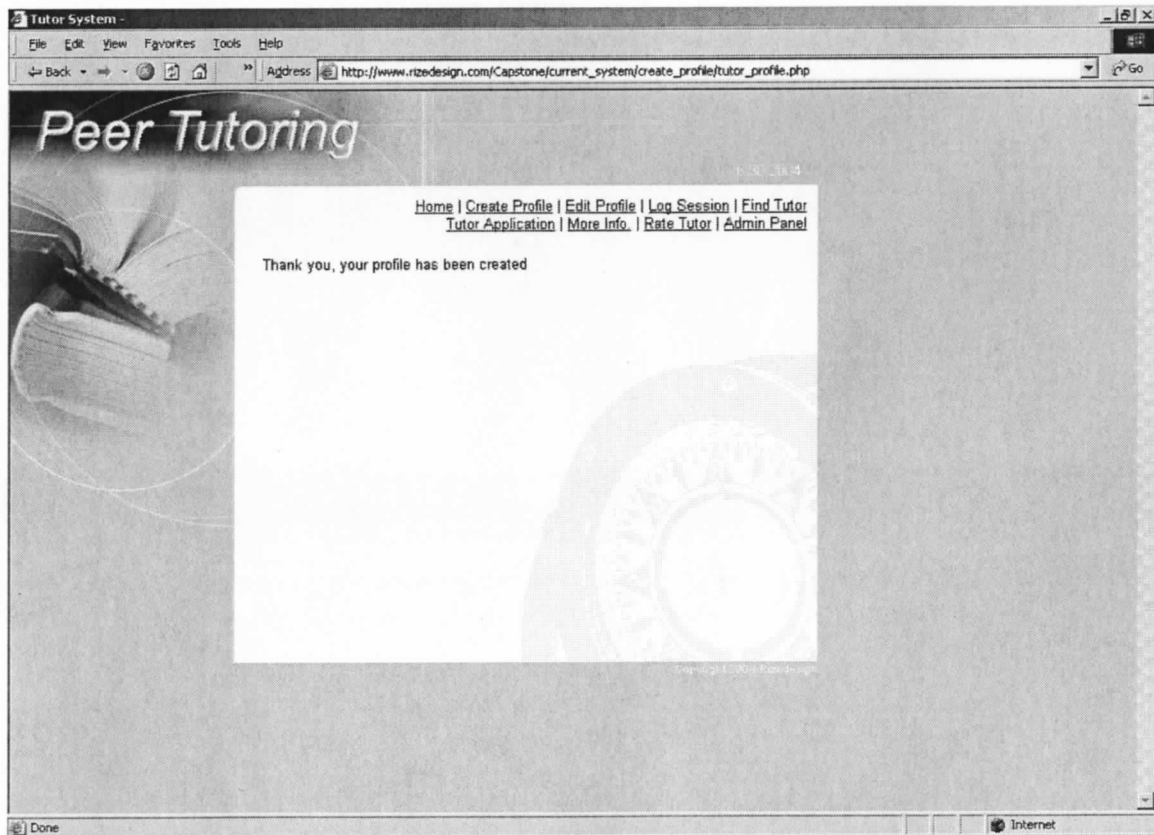 Tutor System -
File Edit View Favorites Tools Help
Back » Address http://www.rizedesign.com/Capstone/current_system/create_profile/tutor_profile.php Go
Peer Tutoring
Home | Create Profile | Edit Profile | Log Session | Find Tutor
Tutor Application | More Info. | Rate Tutor | Admin Panel
Thank you, your profile has been created
Done Internet